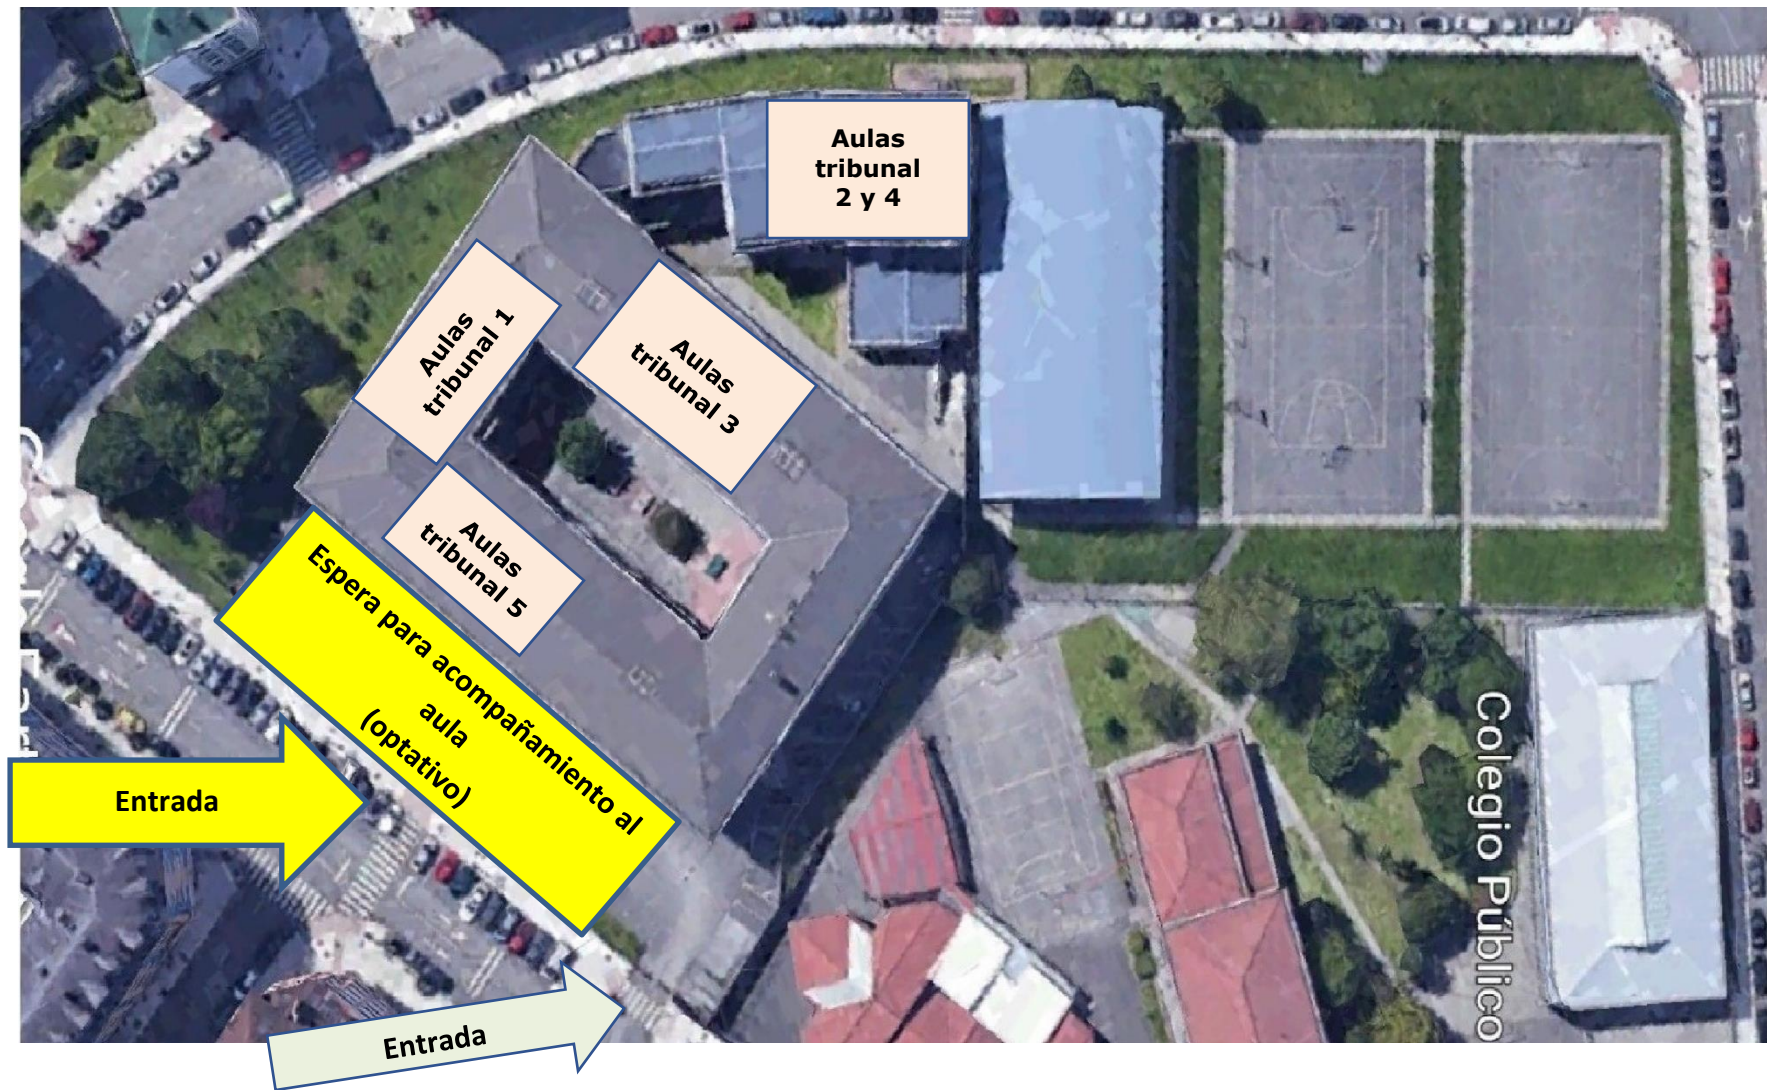 Aulas
tribunal
2 y 4
Aulas
tribunal 1
Aulas
tribunal 3
Aulas
tribunal 5
Espera para acompañamiento al
aula
(optativo)
Entrada
Entrada
Colegio Público